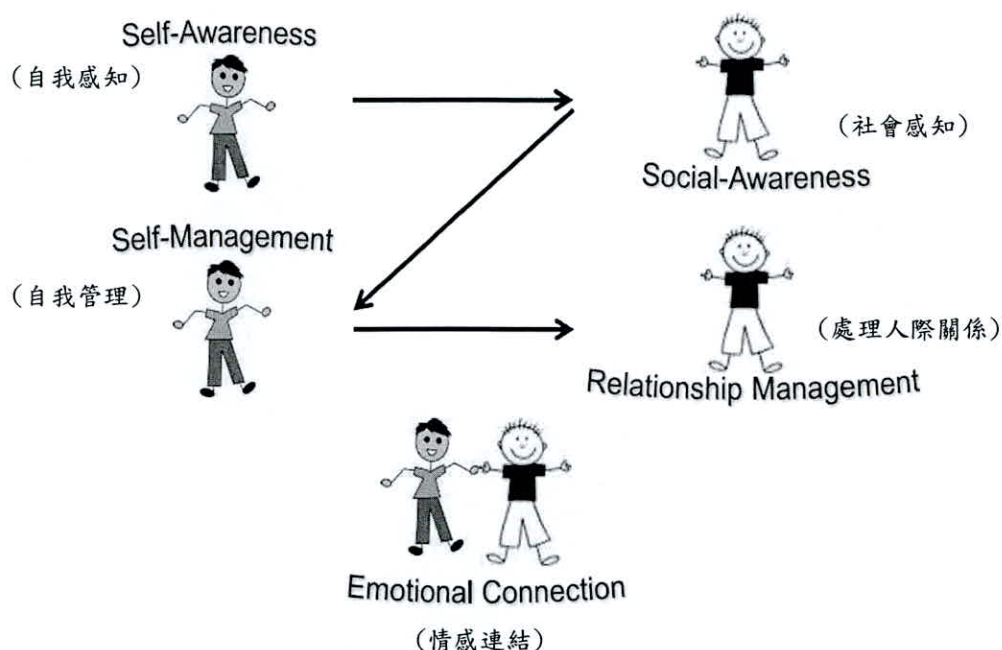 Self-Awareness
(自我感知)
(社會感知)
Social-Awareness
Self-Management
(自我管理)
(處理人際關係)
Relationship Management
Emotional Connection
(情感連結)